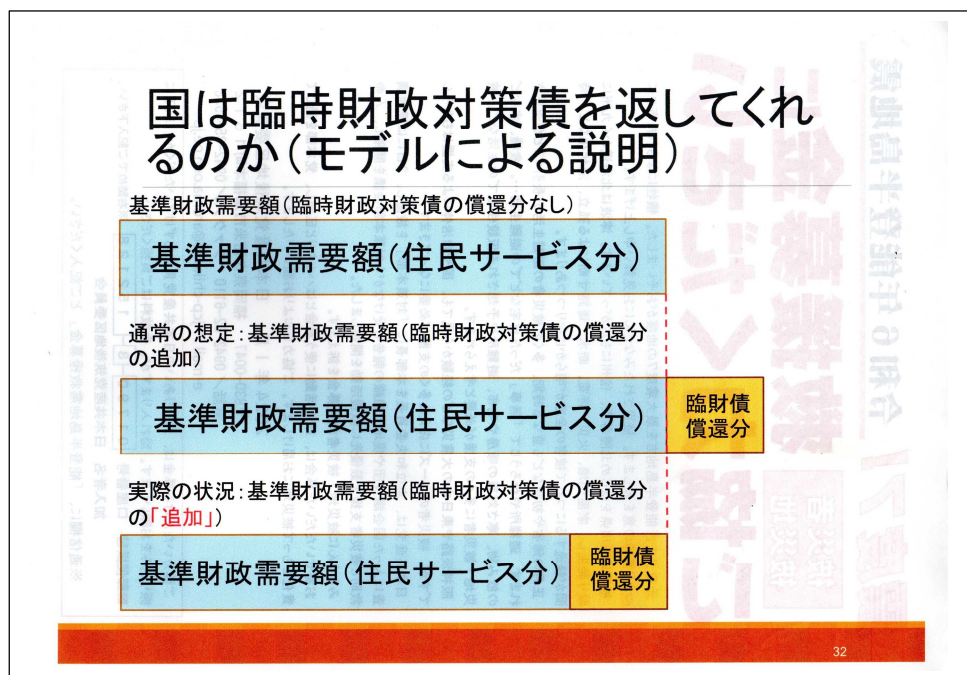 国は臨時財政対策債を返してくれ
るのか(モデルによる説明)
基準財政需要額(臨時財政対策債の償還分なし)
基準財政需要額(住民サービス分)
通常の想定:基準財政需要額(臨時財政対策債の償還分
の追加)
基準財政需要額(住民サービス分)
臨財債
償還分
実際の状況:基準財政需要額(臨時財政対策債の償還分
の「追加」)
基準財政需要額(住民サービス分)
臨財債
償還分
32